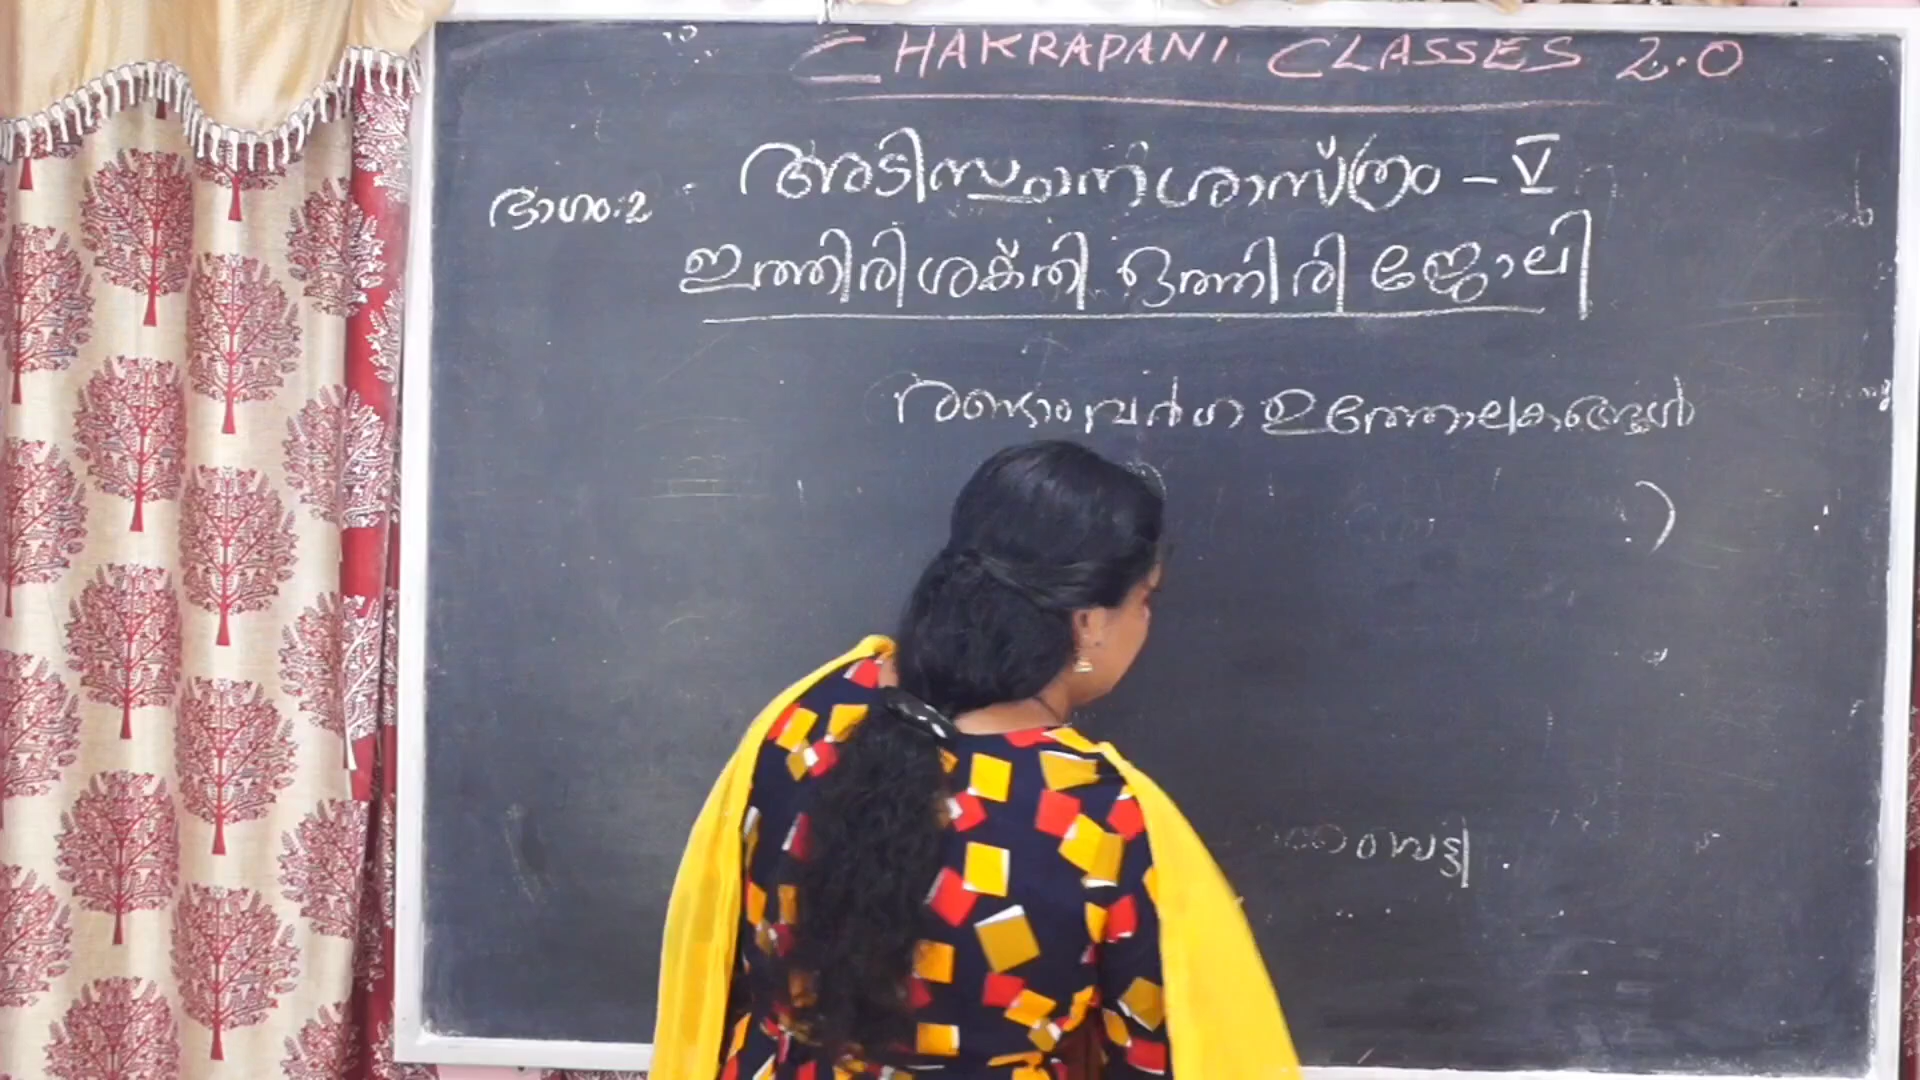 CHAKRAPANI CLASSES 2.0
ഭാഗം:2
അടിസ്ഥാനശാസ്ത്രം - V
ഇത്തിരിശക്തി ഒത്തിരി ജോലി
രണ്ടാംവർഗ ഉത്തോലകങ്ങൾ